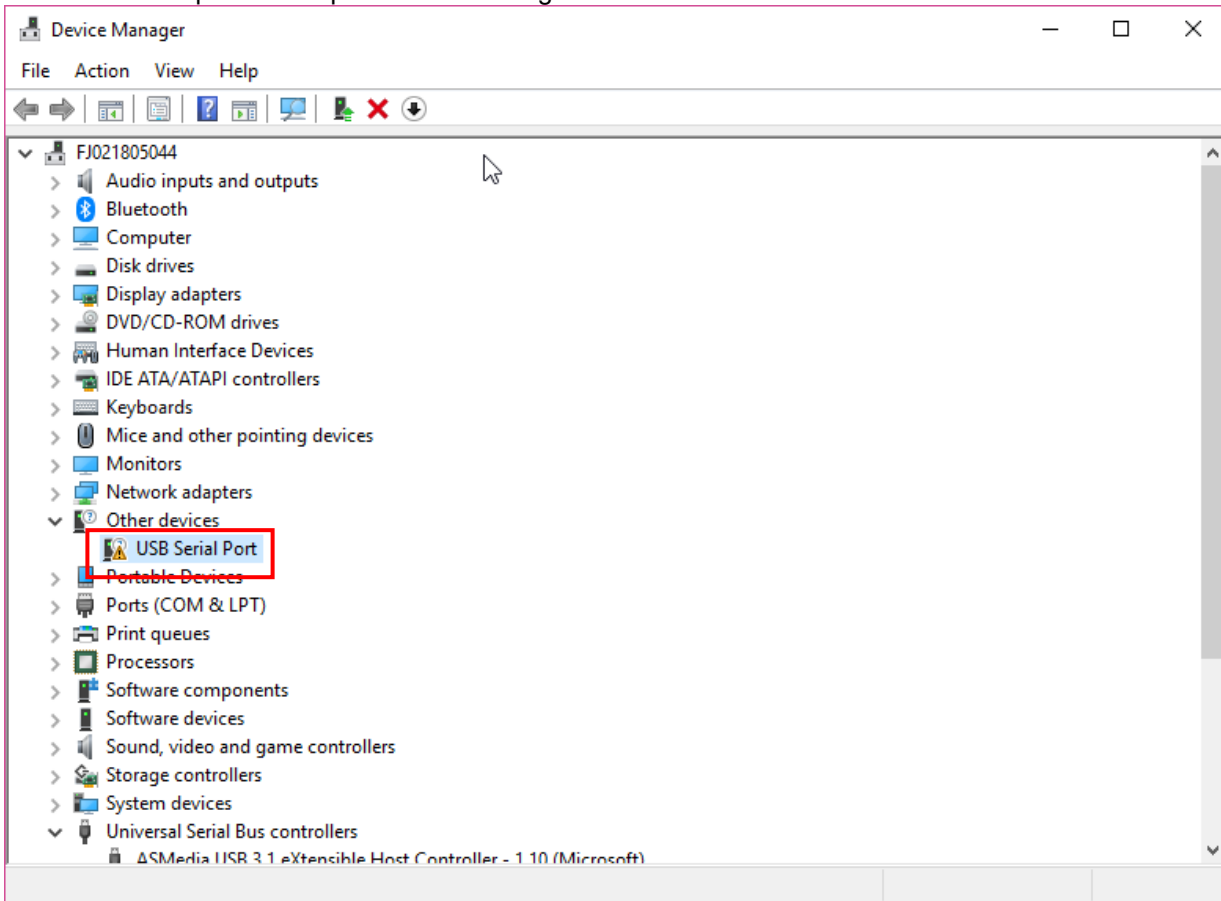 Device Manager
File Action View Help
FJ021805044
Audio inputs and outputs
Bluetooth
Computer
Disk drives
Display adapters
DVD/CD-ROM drives
Human Interface Devices
IDE ATA/ATAPI controllers
Keyboards
Mice and other pointing devices
Monitors
Network adapters
Other devices
USB Serial Port
Portable Devices
Ports (COM & LPT)
Print queues
Processors
Software components
Software devices
Sound, video and game controllers
Storage controllers
System devices
Universal Serial Bus controllers
ASMedia USB 3.1 eXtensible Host Controller - 1.10 (Microsoft)